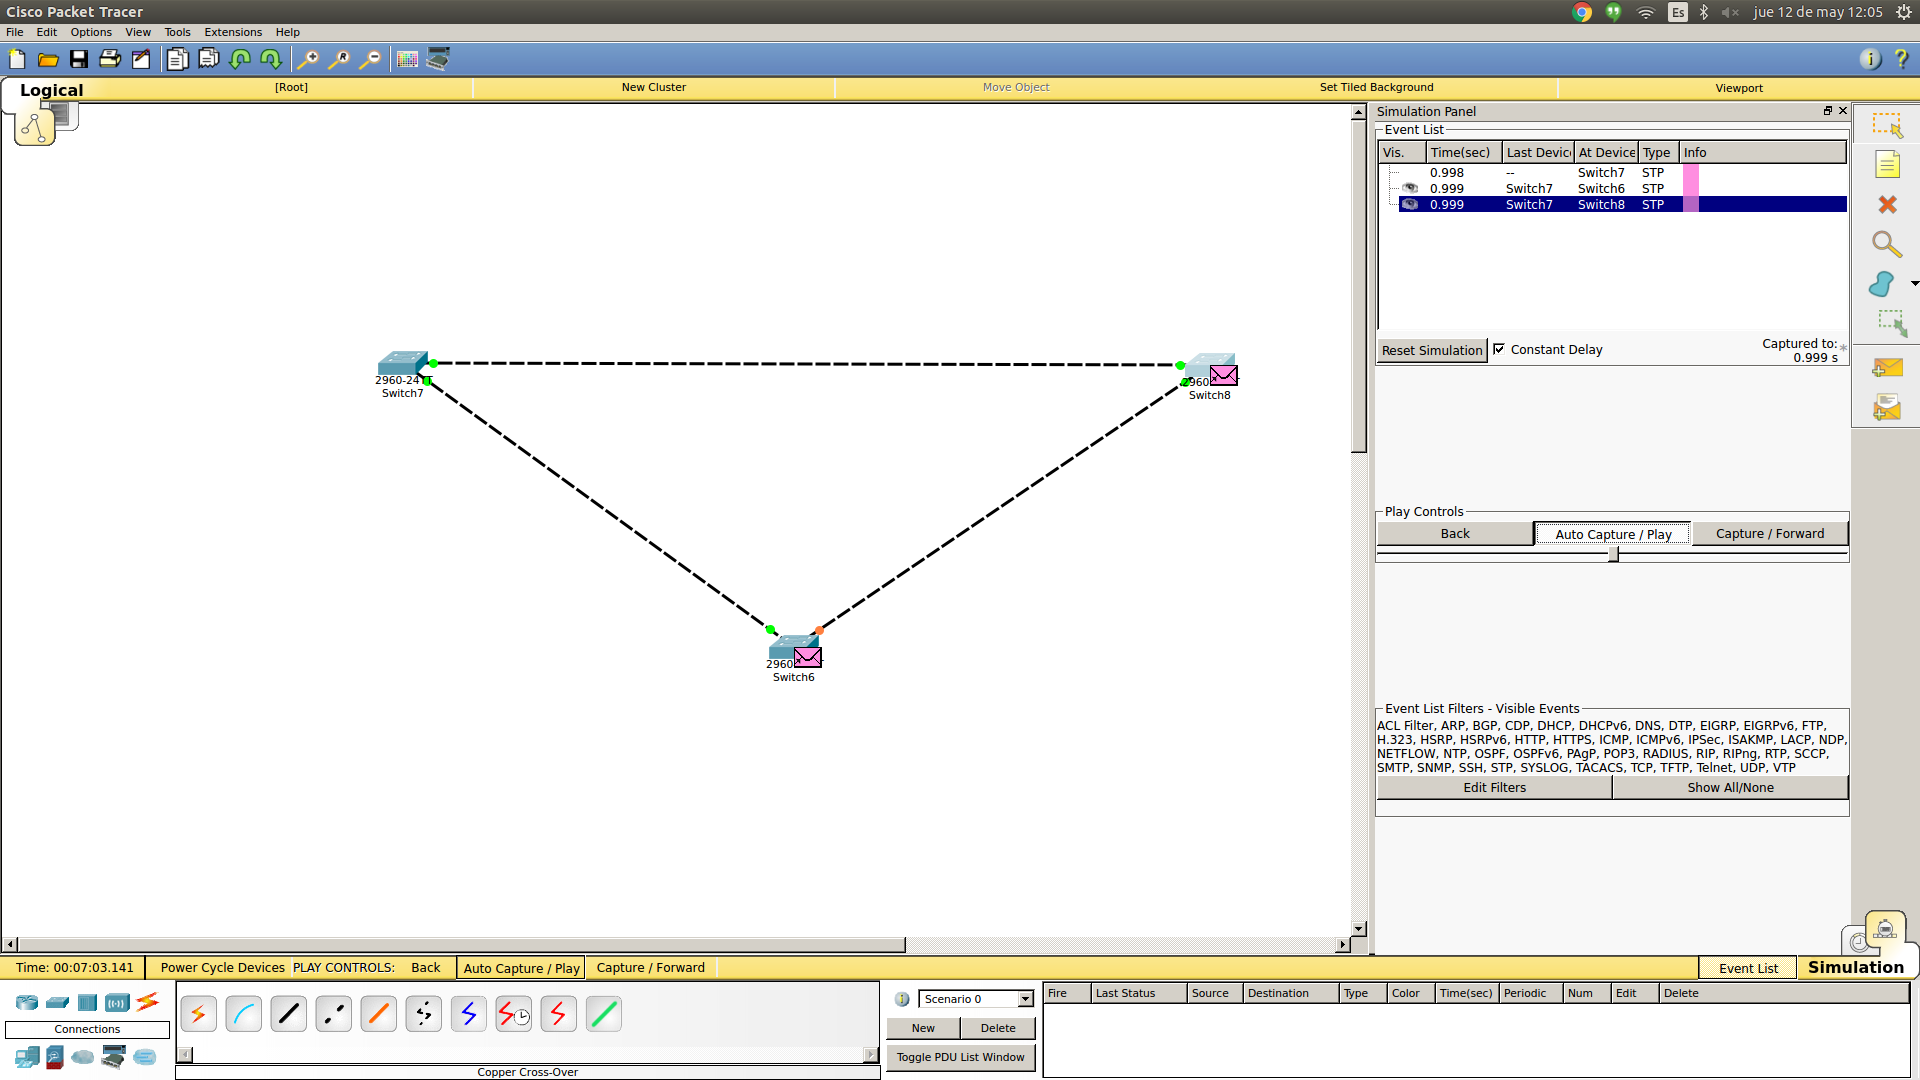 Cisco Packet Tracer
Es
jue 12 de may 12:05
File Edit Options View Tools Extensions Help
Logical
[Root]
New Cluster
Move Object
Set Tiled Background
Viewport
2960-24TT
Switch7
2960
Switch8
2960
Switch6
Simulation Panel
Event List
Vis. Time(sec) Last Devic At Device Type Info
0.998 -- Switch7 STP
0.999 Switch7 Switch6 STP
0.999 Switch7 Switch8 STP
Reset Simulation
Constant Delay
Captured to:
0.999 s
Play Controls
Back
Auto Capture / Play
Capture / Forward
Event List Filters - Visible Events
ACL Filter, ARP, BGP, CDP, DHCP, DHCPv6, DNS, DTP, EIGRP, EIGRPv6, FTP,
H.323, HSRP, HSRPv6, HTTP, HTTPS, ICMP, ICMPv6, IPSec, ISAKMP, LACP, NDP,
NETFLOW, NTP, OSPF, OSPFv6, PAgP, POP3, RADIUS, RIP, RIPng, RTP, SCCP,
SMTP, SNMP, SSH, STP, SYSLOG, TACACS, TCP, TFTP, Telnet, UDP, VTP
Edit Filters
Show All/None
Time: 00:07:03.141
Power Cycle Devices PLAY CONTROLS: Back
Auto Capture / Play
Capture / Forward
Event List
Simulation
Connections
Copper Cross-Over
Scenario 0
New
Delete
Toggle PDU List Window
Fire Last Status Source Destination Type Color Time(sec) Periodic Num Edit Delete